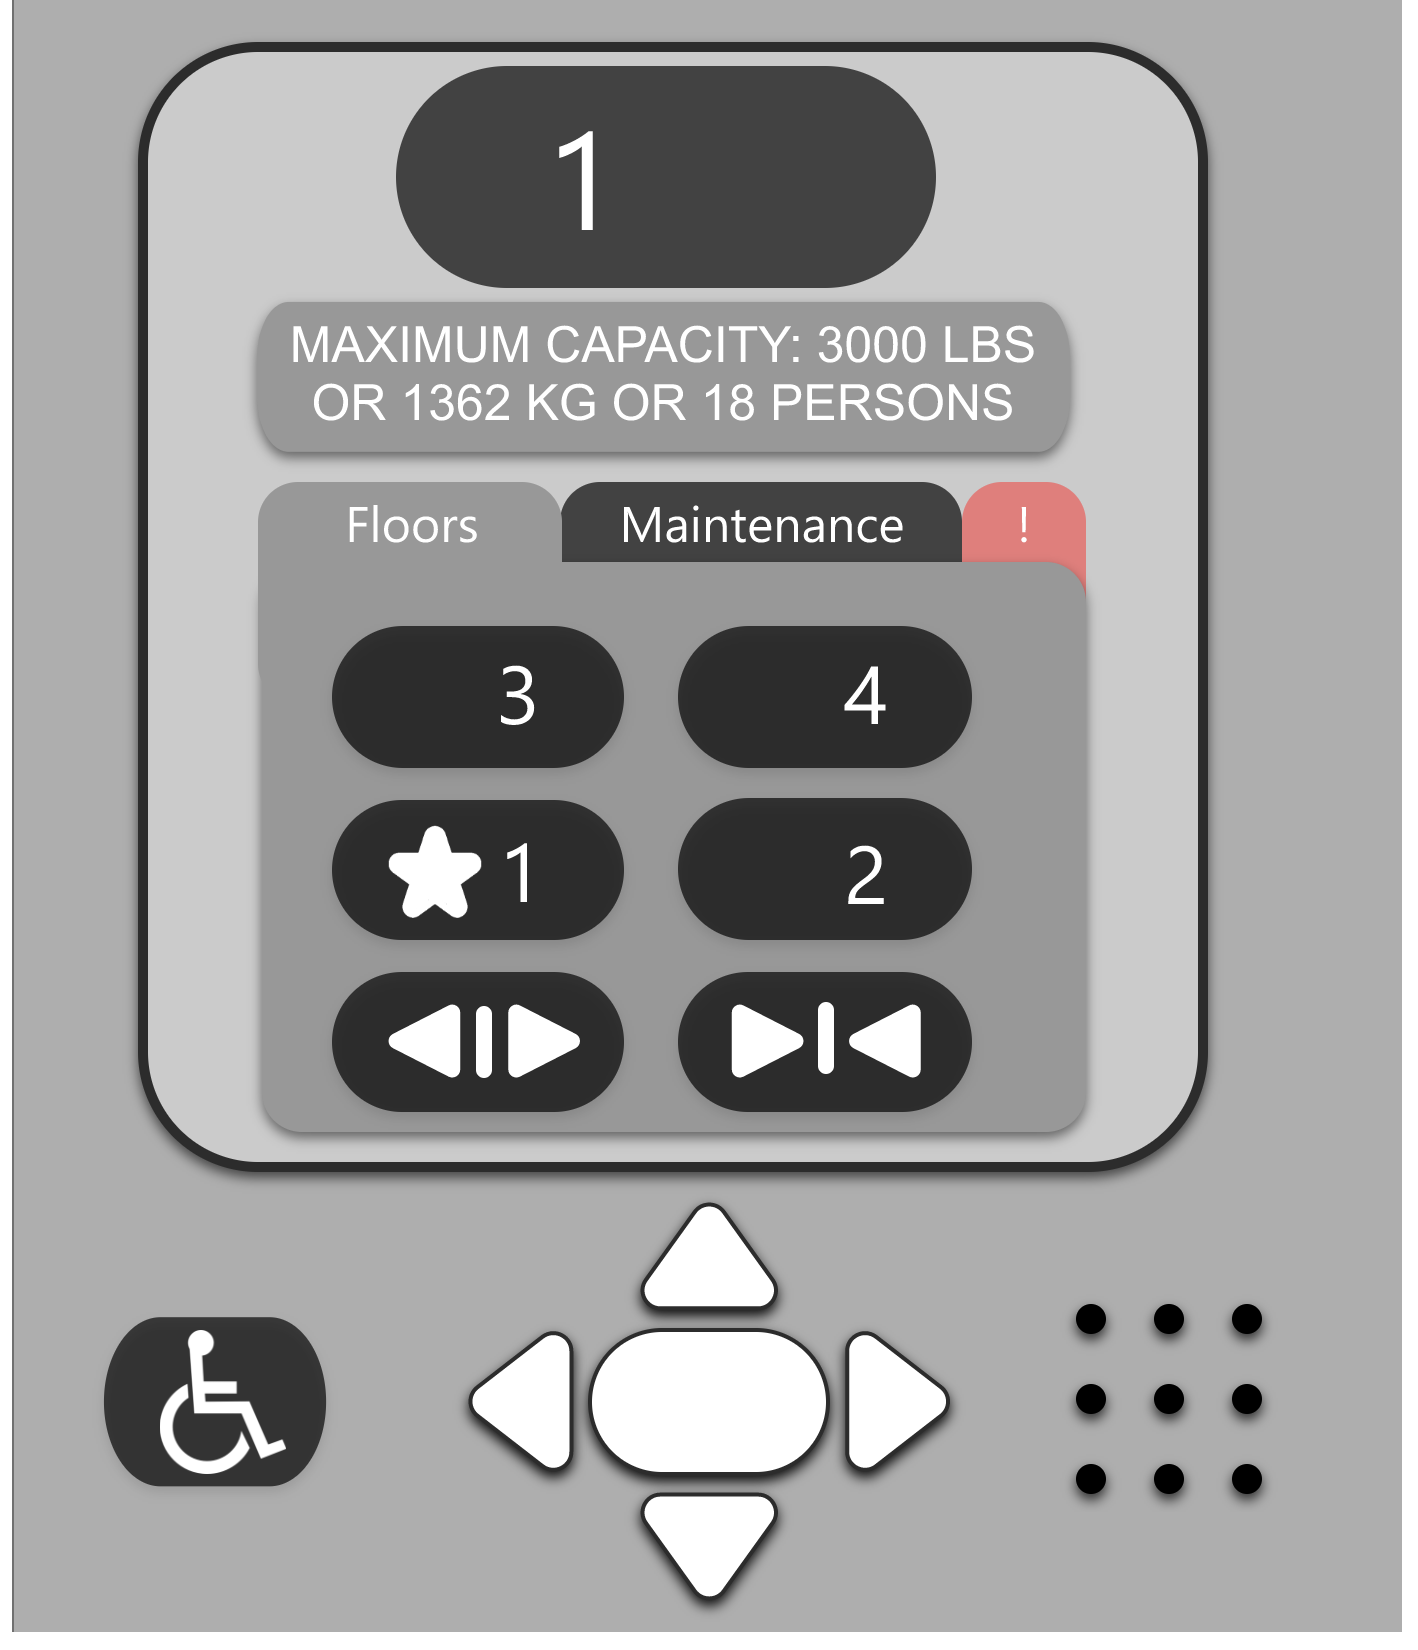 1
MAXIMUM CAPACITY: 3000 LBS
OR 1362 KG OR 18 PERSONS
Floors
Maintenance
!
3
4
1
2